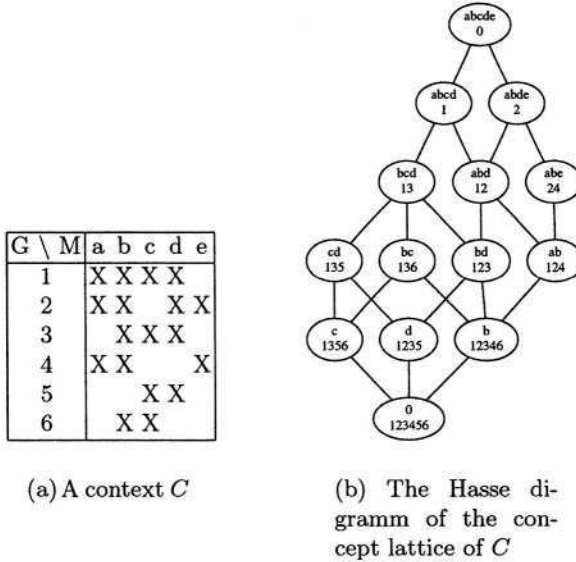 abcde
0
abcd
1
abde
2
bcd
13
abd
12
abe
24
cd
135
bc
136
bd
123
ab
124
c
1356
d
1235
b
12346
0
123456
G \ M a b c d e
1 X X X X
2 X X X X
3 X X X
4 X X X
5 X X
6 X X
(a) A context C
(b) The Hasse di-
gramm of the con-
cept lattice of C